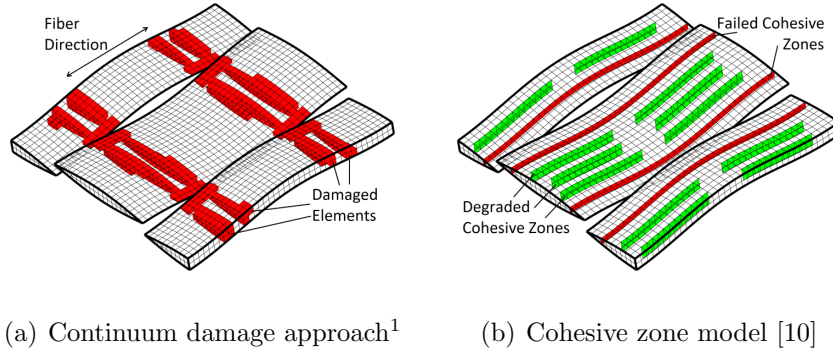 Fiber
Direction
Damaged
Elements
Failed Cohesive
Zones
Degraded
Cohesive Zones
(a) Continuum damage approach¹
(b) Cohesive zone model [10]